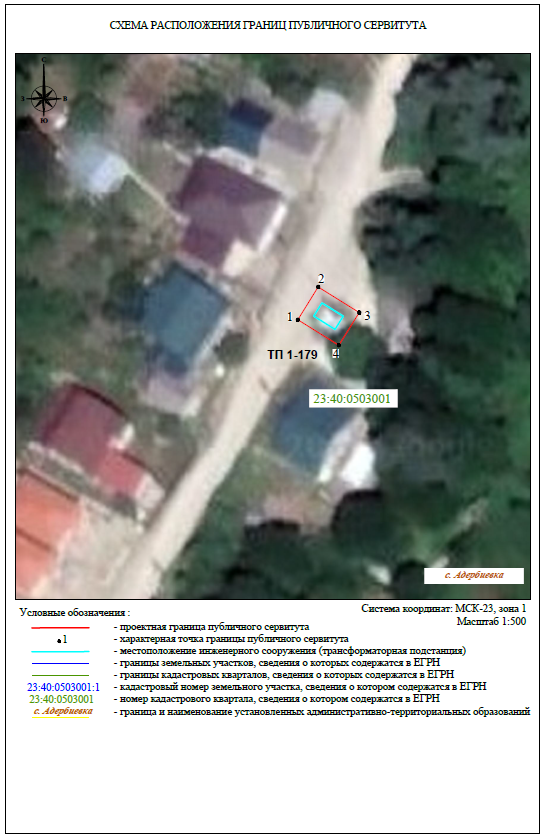 СХЕМА РАСПОЛОЖЕНИЯ ГРАНИЦ ПУБЛИЧНОГО СЕРВИТУТА
С
З
В
Ю
2
1
3
4
ТП 1-179
23:40:0503001
с. Адербиевка
Условные обозначения :
Система координат: МСК-23, зона 1
Масштаб 1:500
- проектная граница публичного сервитута
1 - характерная точка границы публичного сервитута
- местоположение инженерного сооружения (трансформаторная подстанция)
- границы земельных участков, сведения о которых содержатся в ЕГРН
- границы кадастровых кварталов, сведения о которых содержатся в ЕГРН
23:40:0503001:1 - кадастровый номер земельного участка, сведения о котором содержатся в ЕГРН
23:40:0503001 - номер кадастрового квартала, сведения о котором содержатся в ЕГРН
с. Адербиевка - граница и наименование установленных административно-территориальных образований